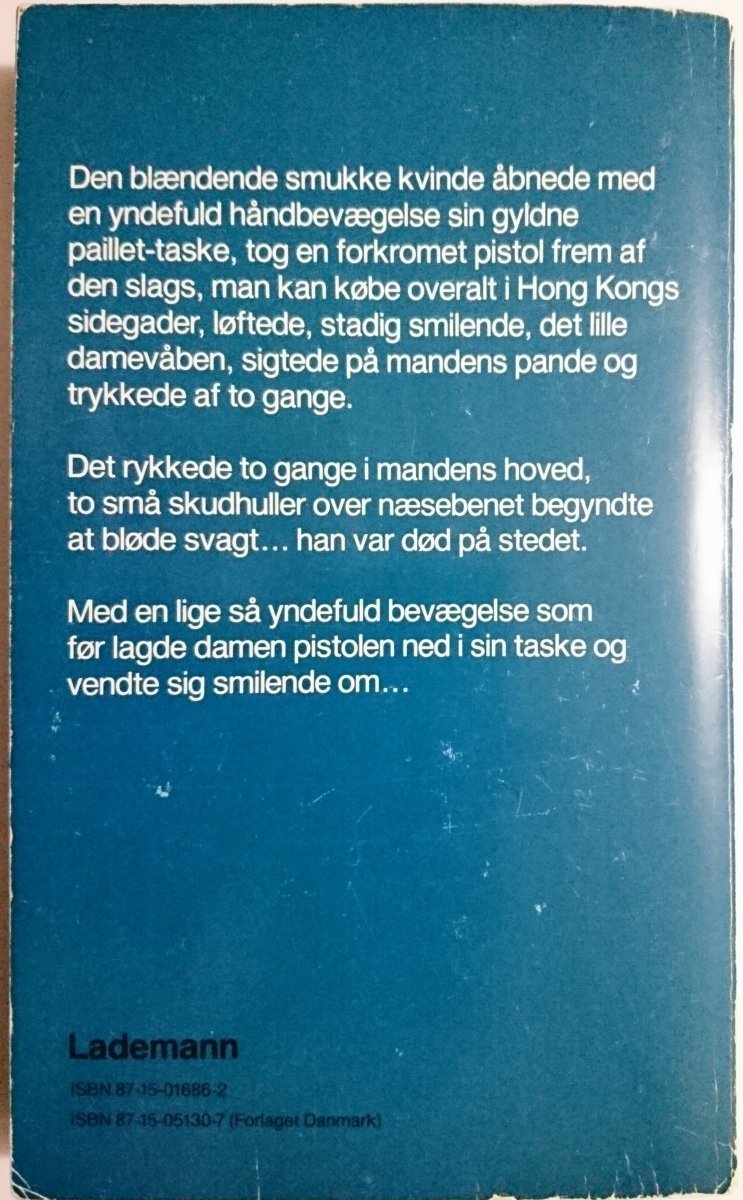 Den blændende smukke kvinde åbnede med
en yndefuld håndbevægelse sin gyldne
paillet-taske, tog en forkromet pistol frem af
den slags, man kan købe overalt i Hong Kongs
sidegader, løftede, stadig smilende, det lille
damevåben, sigtede på mandens pande og
trykkede af to gange.
Det rykkede to gange i mandens hoved,
to små skudhuller over næsebenet begyndte
at bløde svagt... han var død på stedet.
Med en lige så yndefuld bevægelse som
før lagde damen pistolen ned i sin taske og
vendte sig smilende om...
Lademann
ISBN 87-15-01686-2
ISBN 87-15-05130-7 (Forlaget Danmark)